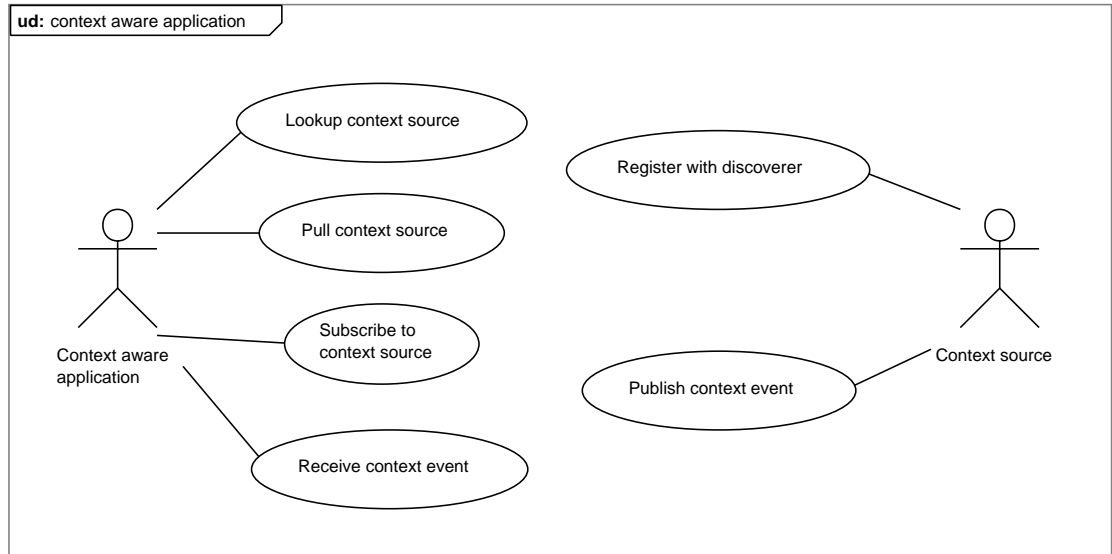 ud: context aware application
Lookup context source
Register with discoverer
Pull context source
Subscribe to
context source
Context aware
application
Context source
Publish context event
Receive context event